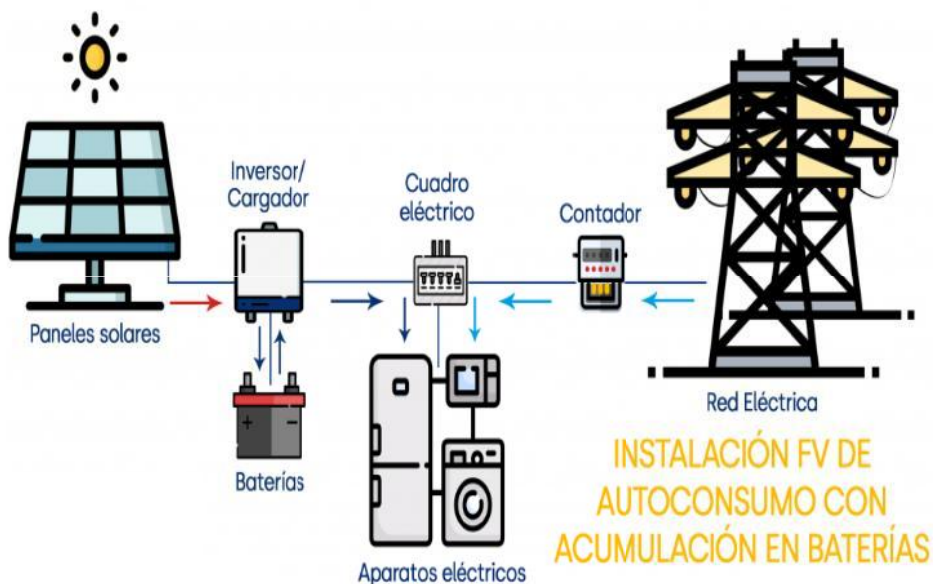 Inversor/
Cargador
Cuadro
eléctrico
Contador
Paneles solares
Baterías
Aparatos eléctricos
Red Eléctrica
INSTALACIÓN FV DE
AUTOCONSUMO CON
ACUMULACIÓN EN BATERÍAS